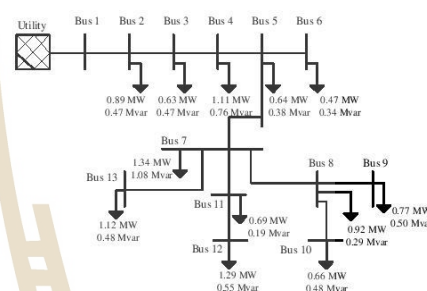 Utility
Bus 1
Bus 2
Bus 3
Bus 4
Bus 5
Bus 6
0.89 MW
0.47 Mvar
0.63 MW
0.47 Mvar
1.11 MW
0.76 Mvar
0.64 MW
0.38 Mvar
0.47 MW
0.34 Mvar
Bus 7
1.34 MW
1.08 Mvar
Bus 8
Bus 9
Bus 13
Bus 11
0.77 MW
0.50 Mva
0.69 MW
0.19 Mvar
0.92 MW
0.29 Mvar
1.12 MW
0.48 Mvar
Bus 12
Bus 10
1.29 MW
0.55 Mvar
0.66 MW
0.48 Mvar